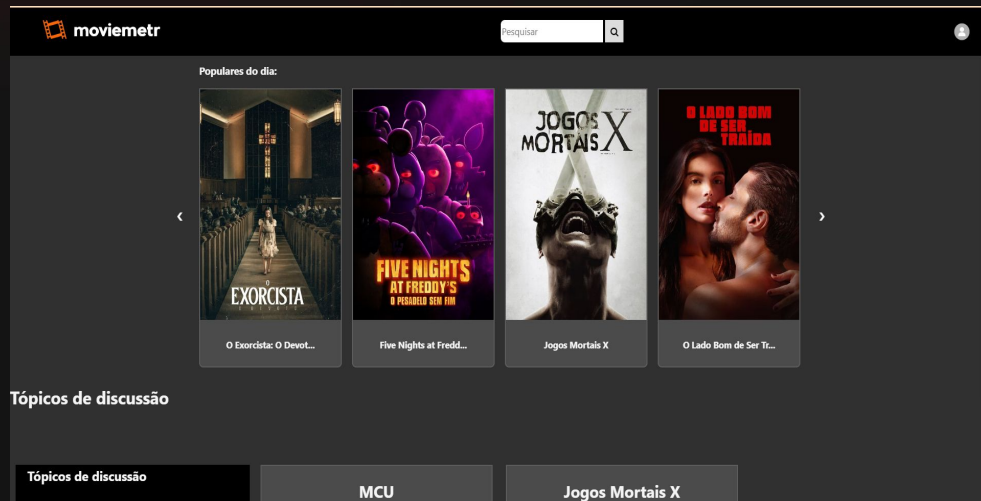 moviemetr
Pesquisar
Populares do dia:
O
EXORCISTA
FIVE NIGHTS
AT FREDDY'S
O PESADELO SEM FIM
JOGOS
MORTAIS X
O LADO BOM
DE SER
TRAÍDA
O Exorcista: O Devot...
Five Nights at Fredd...
Jogos Mortais X
O Lado Bom de Ser Tr...
Tópicos de discussão
Tópicos de discussão
MCU
Jogos Mortais X